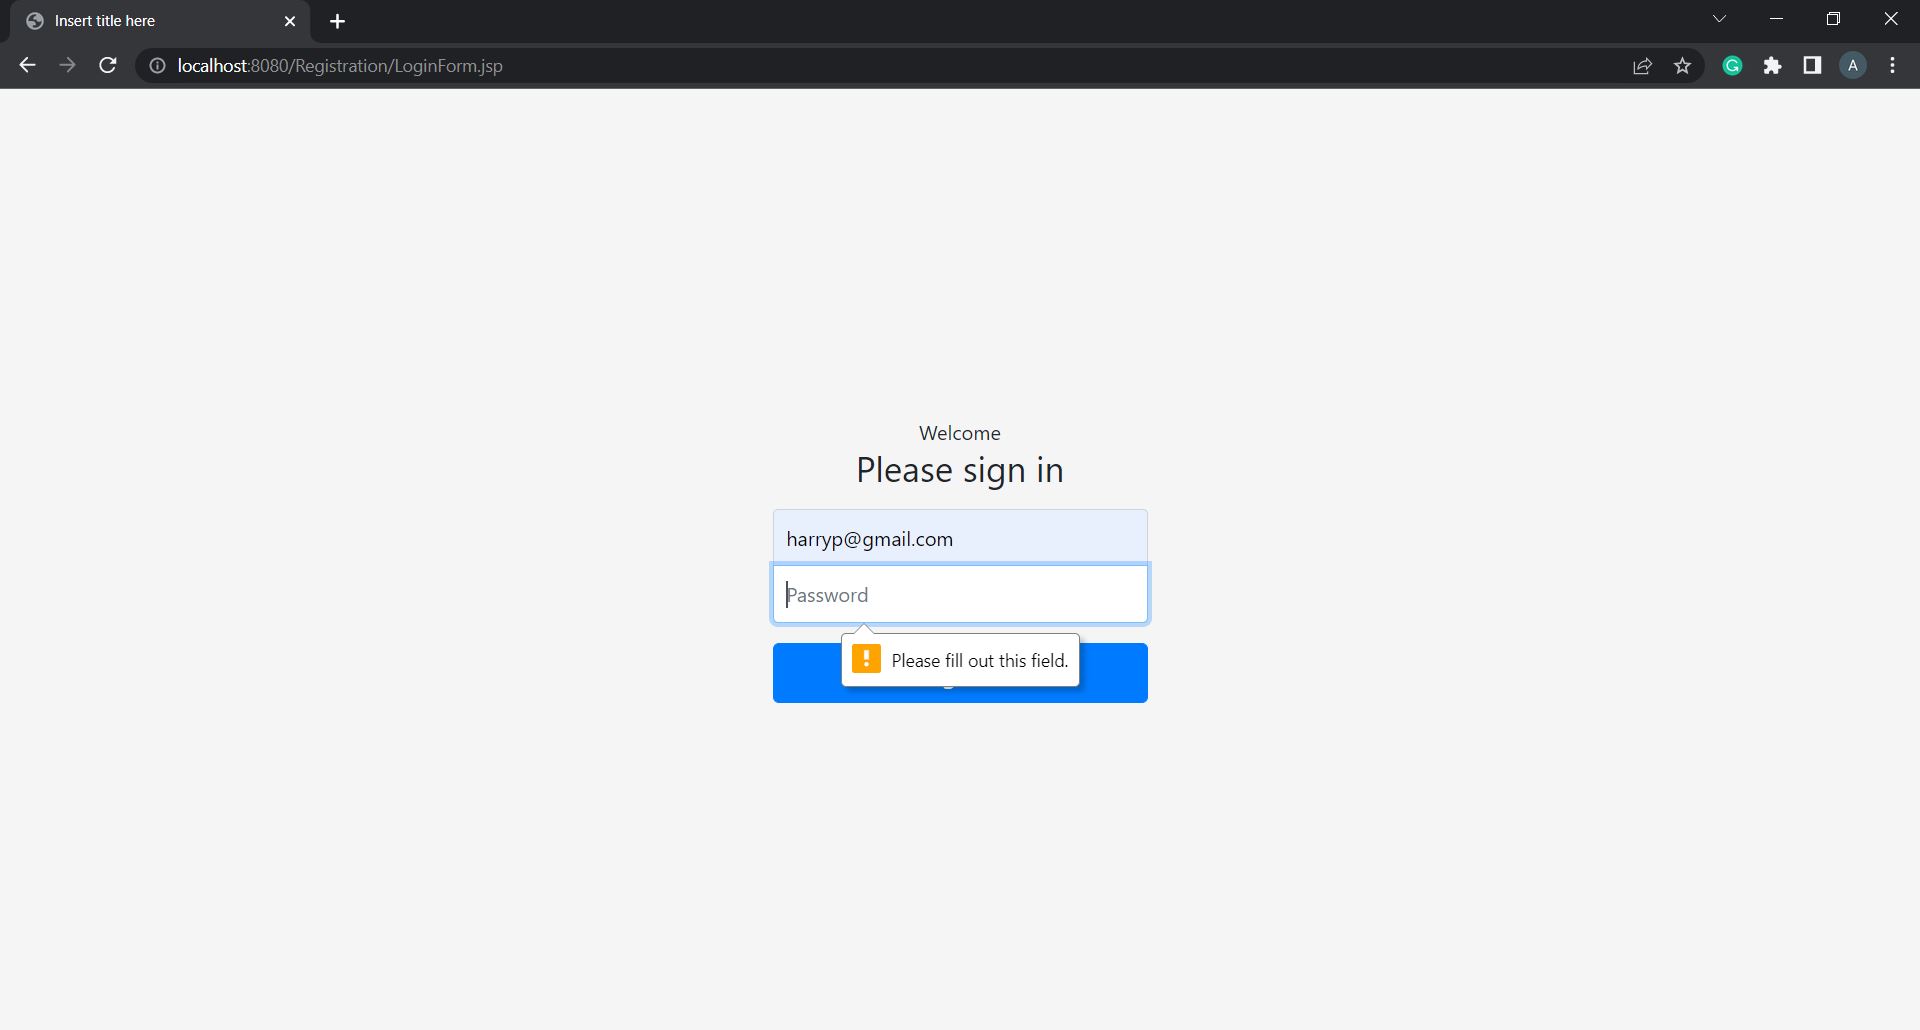 Insert title here
localhost:8080/Registration/LoginForm.jsp
A
Welcome
Please sign in
harryp@gmail.com
Password
Please fill out this field.